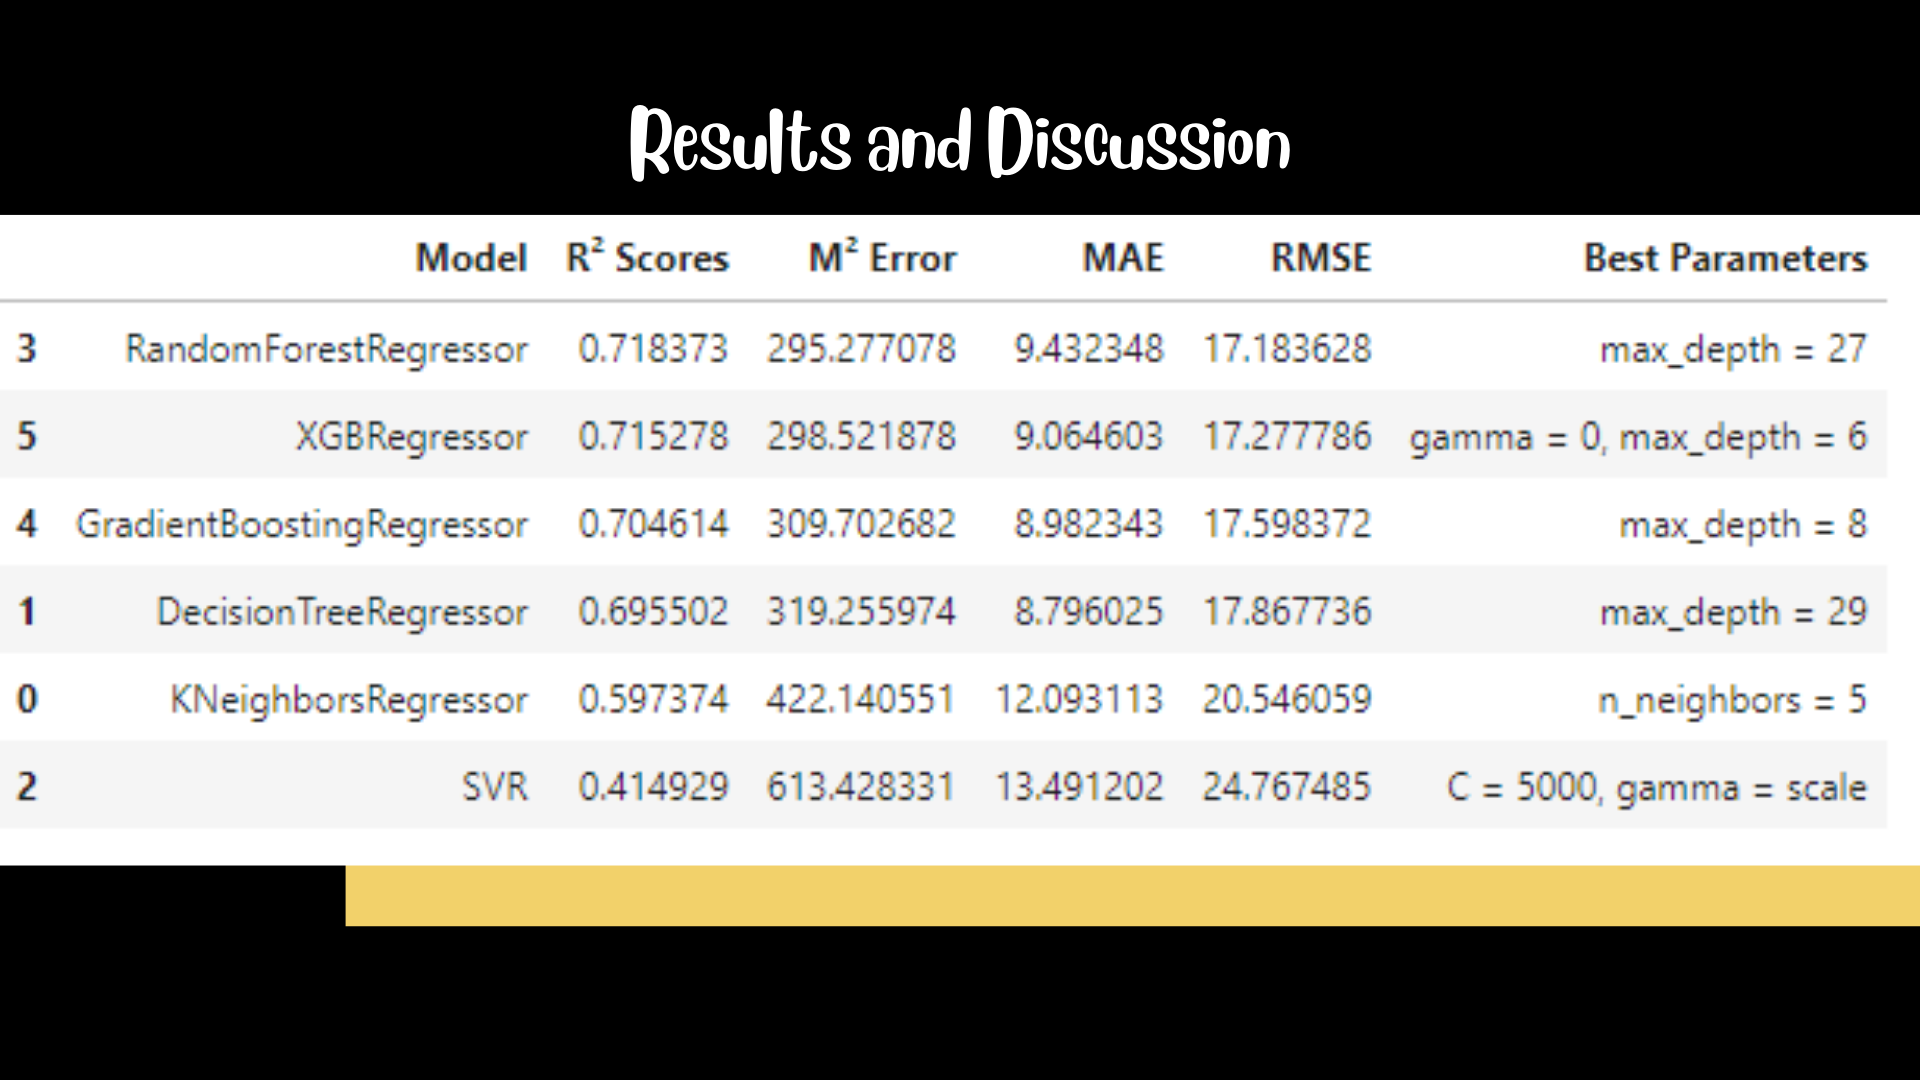 Results and Discussion
Model R² Scores M² Error MAE RMSE Best Parameters
3 RandomForestRegressor 0.718373 295.277078 9.432348 17.183628 max_depth = 27
5 XGBRegressor 0.715278 298.521878 9.064603 17.277786 gamma = 0, max_depth = 6
4 GradientBoostingRegressor 0.704614 309.702682 8.982343 17.598372 max_depth = 8
1 DecisionTreeRegressor 0.695502 319.255974 8.796025 17.867736 max_depth = 29
0 KNeighborsRegressor 0.597374 422.140551 12.093113 20.546059 n_neighbors = 5
2 SVR 0.414929 613.428331 13.491202 24.767485 C = 5000, gamma = scale